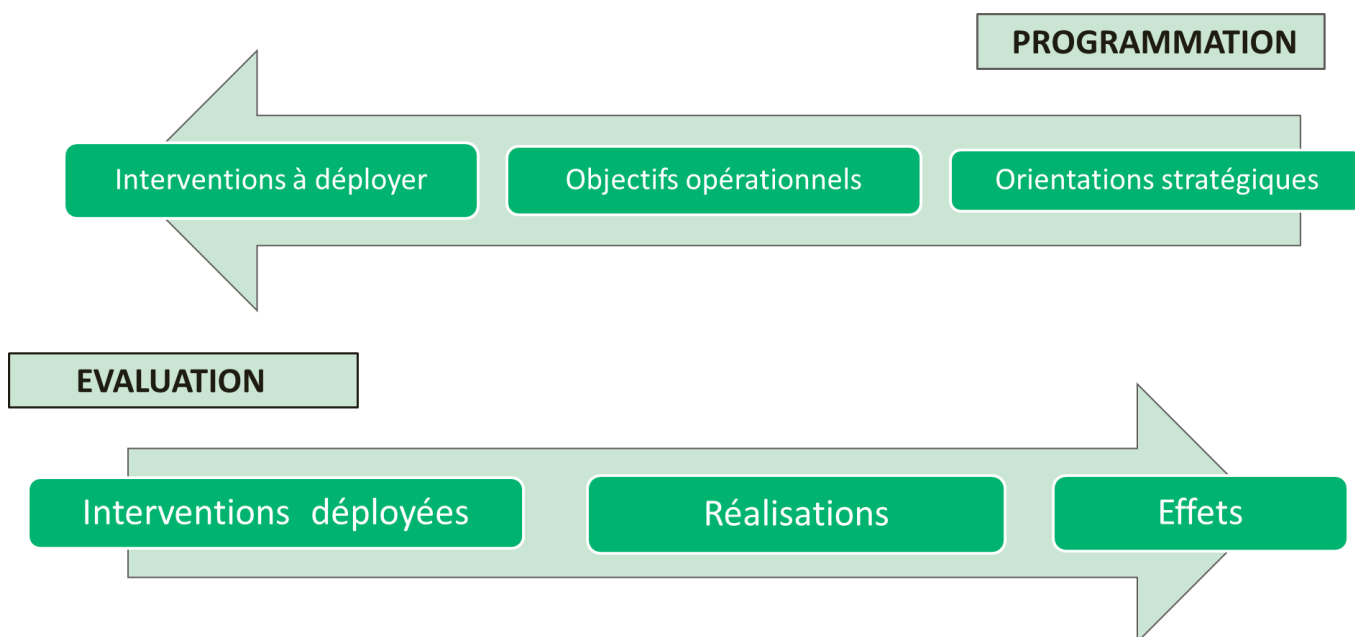 PROGRAMMATION
Interventions à déployer
Objectifs opérationnels
Orientations stratégiques
EVALUATION
Interventions déployées
Réalisations
Effets